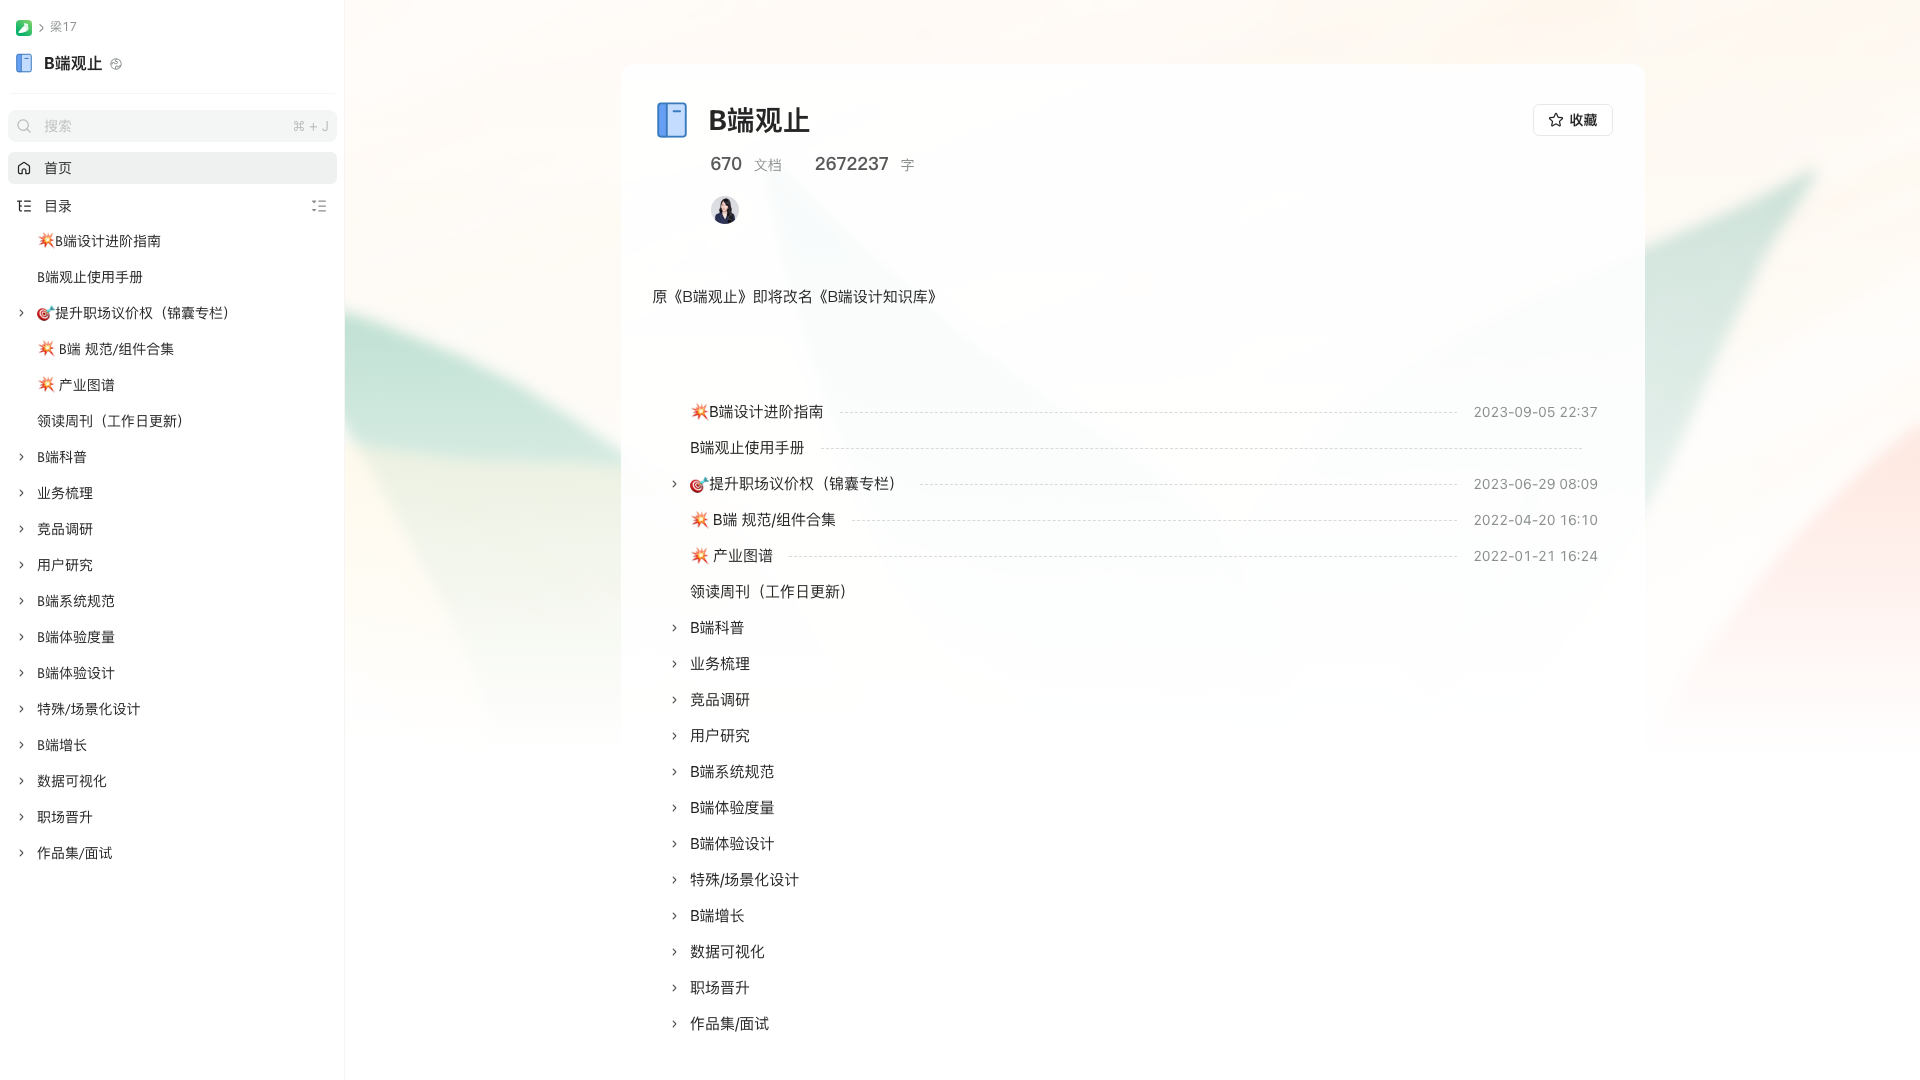 梁17
B端观止
搜索 ⌘ + J
首页
目录
💥B端设计进阶指南
B端观止使用手册
🎯提升职场议价权（锦囊专栏）
💥 B端 规范/组件合集
💥 产业图谱
领读周刊（工作日更新）
B端科普
业务梳理
竞品调研
用户研究
B端系统规范
B端体验度量
B端体验设计
特殊/场景化设计
B端增长
数据可视化
职场晋升
作品集/面试
B端观止
收藏
670 文档 2672237 字
原《B端观止》即将改名《B端设计知识库》
💥B端设计进阶指南 2023-09-05 22:37
B端观止使用手册
🎯提升职场议价权（锦囊专栏） 2023-06-29 08:09
💥 B端 规范/组件合集 2022-04-20 16:10
💥 产业图谱 2022-01-21 16:24
领读周刊（工作日更新）
B端科普
业务梳理
竞品调研
用户研究
B端系统规范
B端体验度量
B端体验设计
特殊/场景化设计
B端增长
数据可视化
职场晋升
作品集/面试